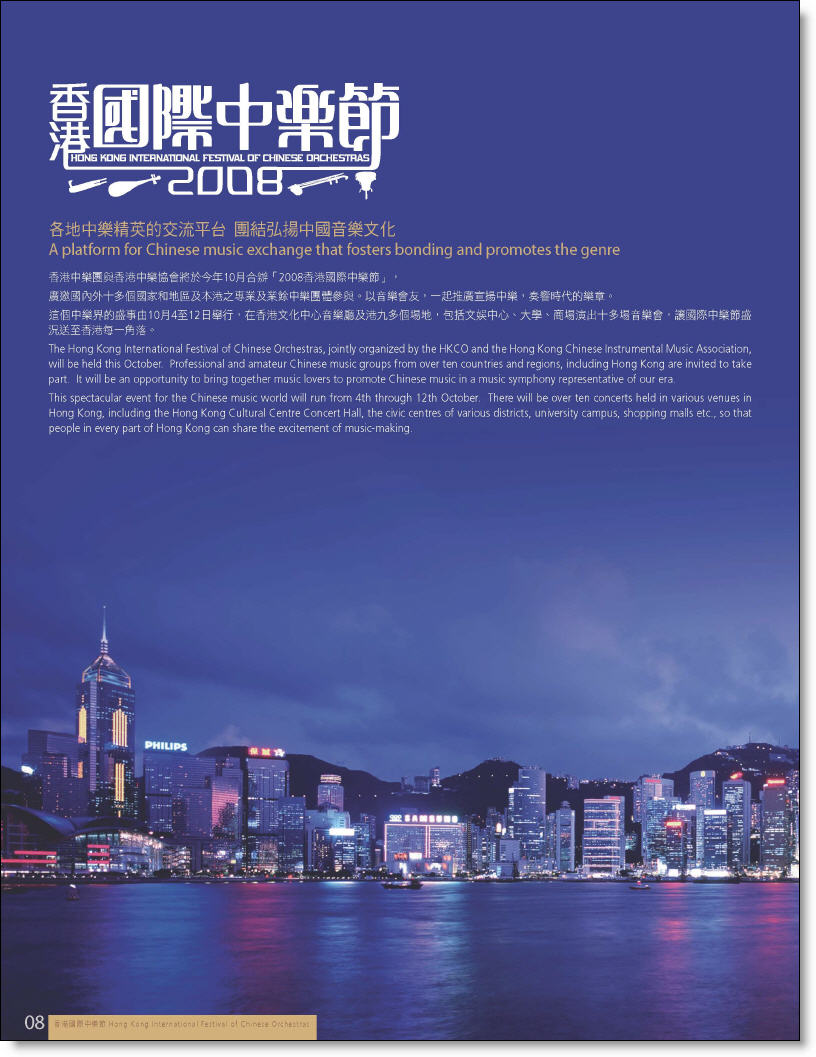 香港
國際中樂節
HONG KONG INTERNATIONAL FESTIVAL OF CHINESE ORCHESTRAS
2008
各地中樂精英的交流平台 團結弘揚中國音樂文化
A platform for Chinese music exchange that fosters bonding and promotes the genre
香港中樂團與香港中樂協會將於今年10月合辦「2008香港國際中樂節」，
廣邀國內外十多個國家和地區及本港之專業及業餘中樂團體參與。以音樂會友，一起推廣宣揚中樂，奏響時代的樂章。
這個中樂界的盛事由10月4至12日舉行，在香港文化中心音樂廳及港九多個場地，包括文娛中心、大學、商場演出十多場音樂會，讓國際中樂節盛
況送至香港每一角落。
The Hong Kong International Festival of Chinese Orchestras, jointly organized by the HKCO and the Hong Kong Chinese Instrumental Music Association,
will be held this October. Professional and amateur Chinese music groups from over ten countries and regions, including Hong Kong are invited to take
part. It will be an opportunity to bring together music lovers to promote Chinese music in a music symphony representative of our era.
This spectacular event for the Chinese music world will run from 4th through 12th October. There will be over ten concerts held in various venues in
Hong Kong, including the Hong Kong Cultural Centre Concert Hall, the civic centres of various districts, university campus, shopping malls etc., so that
people in every part of Hong Kong can share the excitement of music-making.
PHILIPS
保誠
SAMSUNG
08
香港國際中樂節 Hong Kong International Festival of Chinese Orchestras